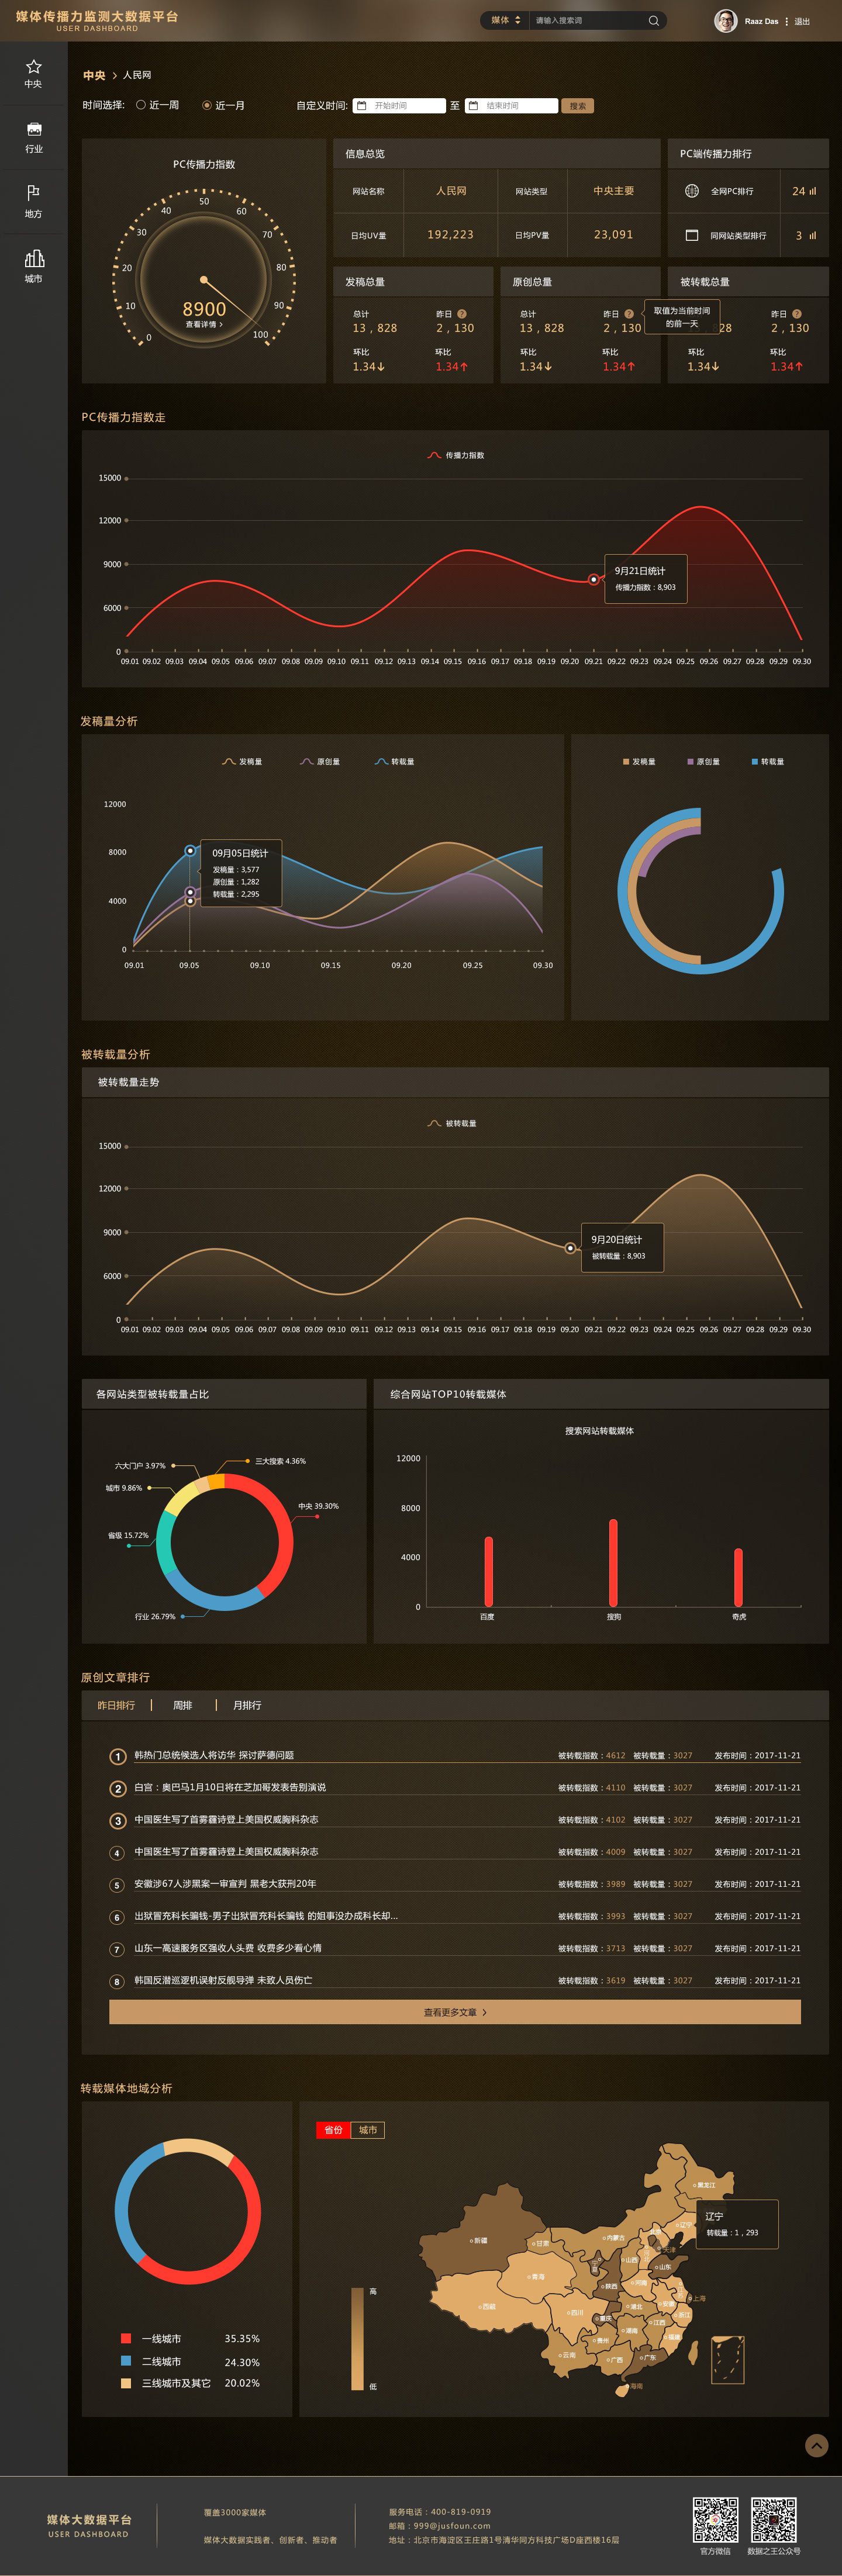 媒体传播力监测大数据平台
USER DASHBOARD
媒体 请输入搜索词
Raaz Das 退出
中央
行业
地方
城市
中央 > 人民网
时间选择: 近一周 近一月 自定义时间: 开始时间 至 结束时间 搜索
PC传播力指数
0 10 20 30 40 50 60 70 80 90 100
8900
查看详情 >
信息总览
网站名称 人民网 网站类型 中央主要
日均UV量 192,223 日均PV量 23,091
PC端传播力排行
全网PC排行 24
同网站类型排行 3
发稿总量
总计 昨日 ?
13 , 828 2 , 130
环比 环比
1.34↓ 1.34↑
原创总量
总计 昨日 ?
13 , 828 2 , 130
环比 环比
1.34↓ 1.34↑
取值为当前时间
的前一天
被转载总量
昨日 ?
28 2 , 130
环比 环比
1.34↓ 1.34↑
PC传播力指数走
传播力指数
15000
12000
9000
6000
0
9月21日统计
传播力指数 : 8,903
09.01 09.02 09.03 09.04 09.05 09.06 09.07 09.08 09.09 09.10 09.11 09.12 09.13 09.14 09.15 09.16 09.17 09.18 09.19 09.20 09.21 09.22 09.23 09.24 09.25 09.26 09.27 09.28 09.29 09.30
发稿量分析
发稿量 原创量 转载量
12000
8000
4000
0
09月05日统计
发稿量 : 3,577
原创量 : 1,282
转载量 : 2,295
09.01 09.05 09.10 09.15 09.20 09.25 09.30
发稿量 原创量 转载量
被转载量分析
被转载量走势
被转载量
15000
12000
9000
6000
0
9月20日统计
被转载量 : 8,903
09.01 09.02 09.03 09.04 09.05 09.06 09.07 09.08 09.09 09.10 09.11 09.12 09.13 09.14 09.15 09.16 09.17 09.18 09.19 09.20 09.21 09.22 09.23 09.24 09.25 09.26 09.27 09.28 09.29 09.30
各网站类型被转载量占比
三大搜索 4.36%
六大门户 3.97%
城市 9.86%
中央 39.30%
省级 15.72%
行业 26.79%
综合网站TOP10转载媒体
搜索网站转载媒体
12000
8000
4000
0
百度 搜狗 奇虎
原创文章排行
昨日排行 周排 月排行
1 韩热门总统候选人将访华 探讨萨德问题 被转载指数 : 4612 被转载量 : 3027 发布时间 : 2017-11-21
2 白宫 : 奥巴马1月10日将在芝加哥发表告别演说 被转载指数 : 4110 被转载量 : 3027 发布时间 : 2017-11-21
3 中国医生写了首雾霾诗登上美国权威胸科杂志 被转载指数 : 4102 被转载量 : 3027 发布时间 : 2017-11-21
4 中国医生写了首雾霾诗登上美国权威胸科杂志 被转载指数 : 4009 被转载量 : 3027 发布时间 : 2017-11-21
5 安徽涉67人涉黑案一审宣判 黑老大获刑20年 被转载指数 : 3989 被转载量 : 3027 发布时间 : 2017-11-21
6 出狱冒充科长骗钱-男子出狱冒充科长骗钱 的姐事没办成科长却... 被转载指数 : 3993 被转载量 : 3027 发布时间 : 2017-11-21
7 山东一高速服务区强收人头费 收费多少看心情 被转载指数 : 3713 被转载量 : 3027 发布时间 : 2017-11-21
8 韩国反潜巡逻机误射反舰导弹 未致人员伤亡 被转载指数 : 3619 被转载量 : 3027 发布时间 : 2017-11-21
查看更多文章 >
转载媒体地域分析
一线城市 35.35%
二线城市 24.30%
三线城市及其它 20.02%
省份 城市
高
低
黑龙江
辽宁
辽宁
转载量 : 1 , 293
内蒙古
新疆
甘肃
天津
山西
山东
青海
陕西
河南
西藏
四川
重庆
湖北
安徽
上海
浙江
江西
湖南
贵州
福建
云南
广西
广东
海南
媒体大数据平台
USER DASHBOARD
覆盖3000家媒体
媒体大数据实践者、创新者、推动者
服务电话 : 400-819-0919
邮箱 : 999@jusfoun.com
地址 : 北京市海淀区王庄路1号清华同方科技广场D座西楼16层
官方微信 数据之王公众号